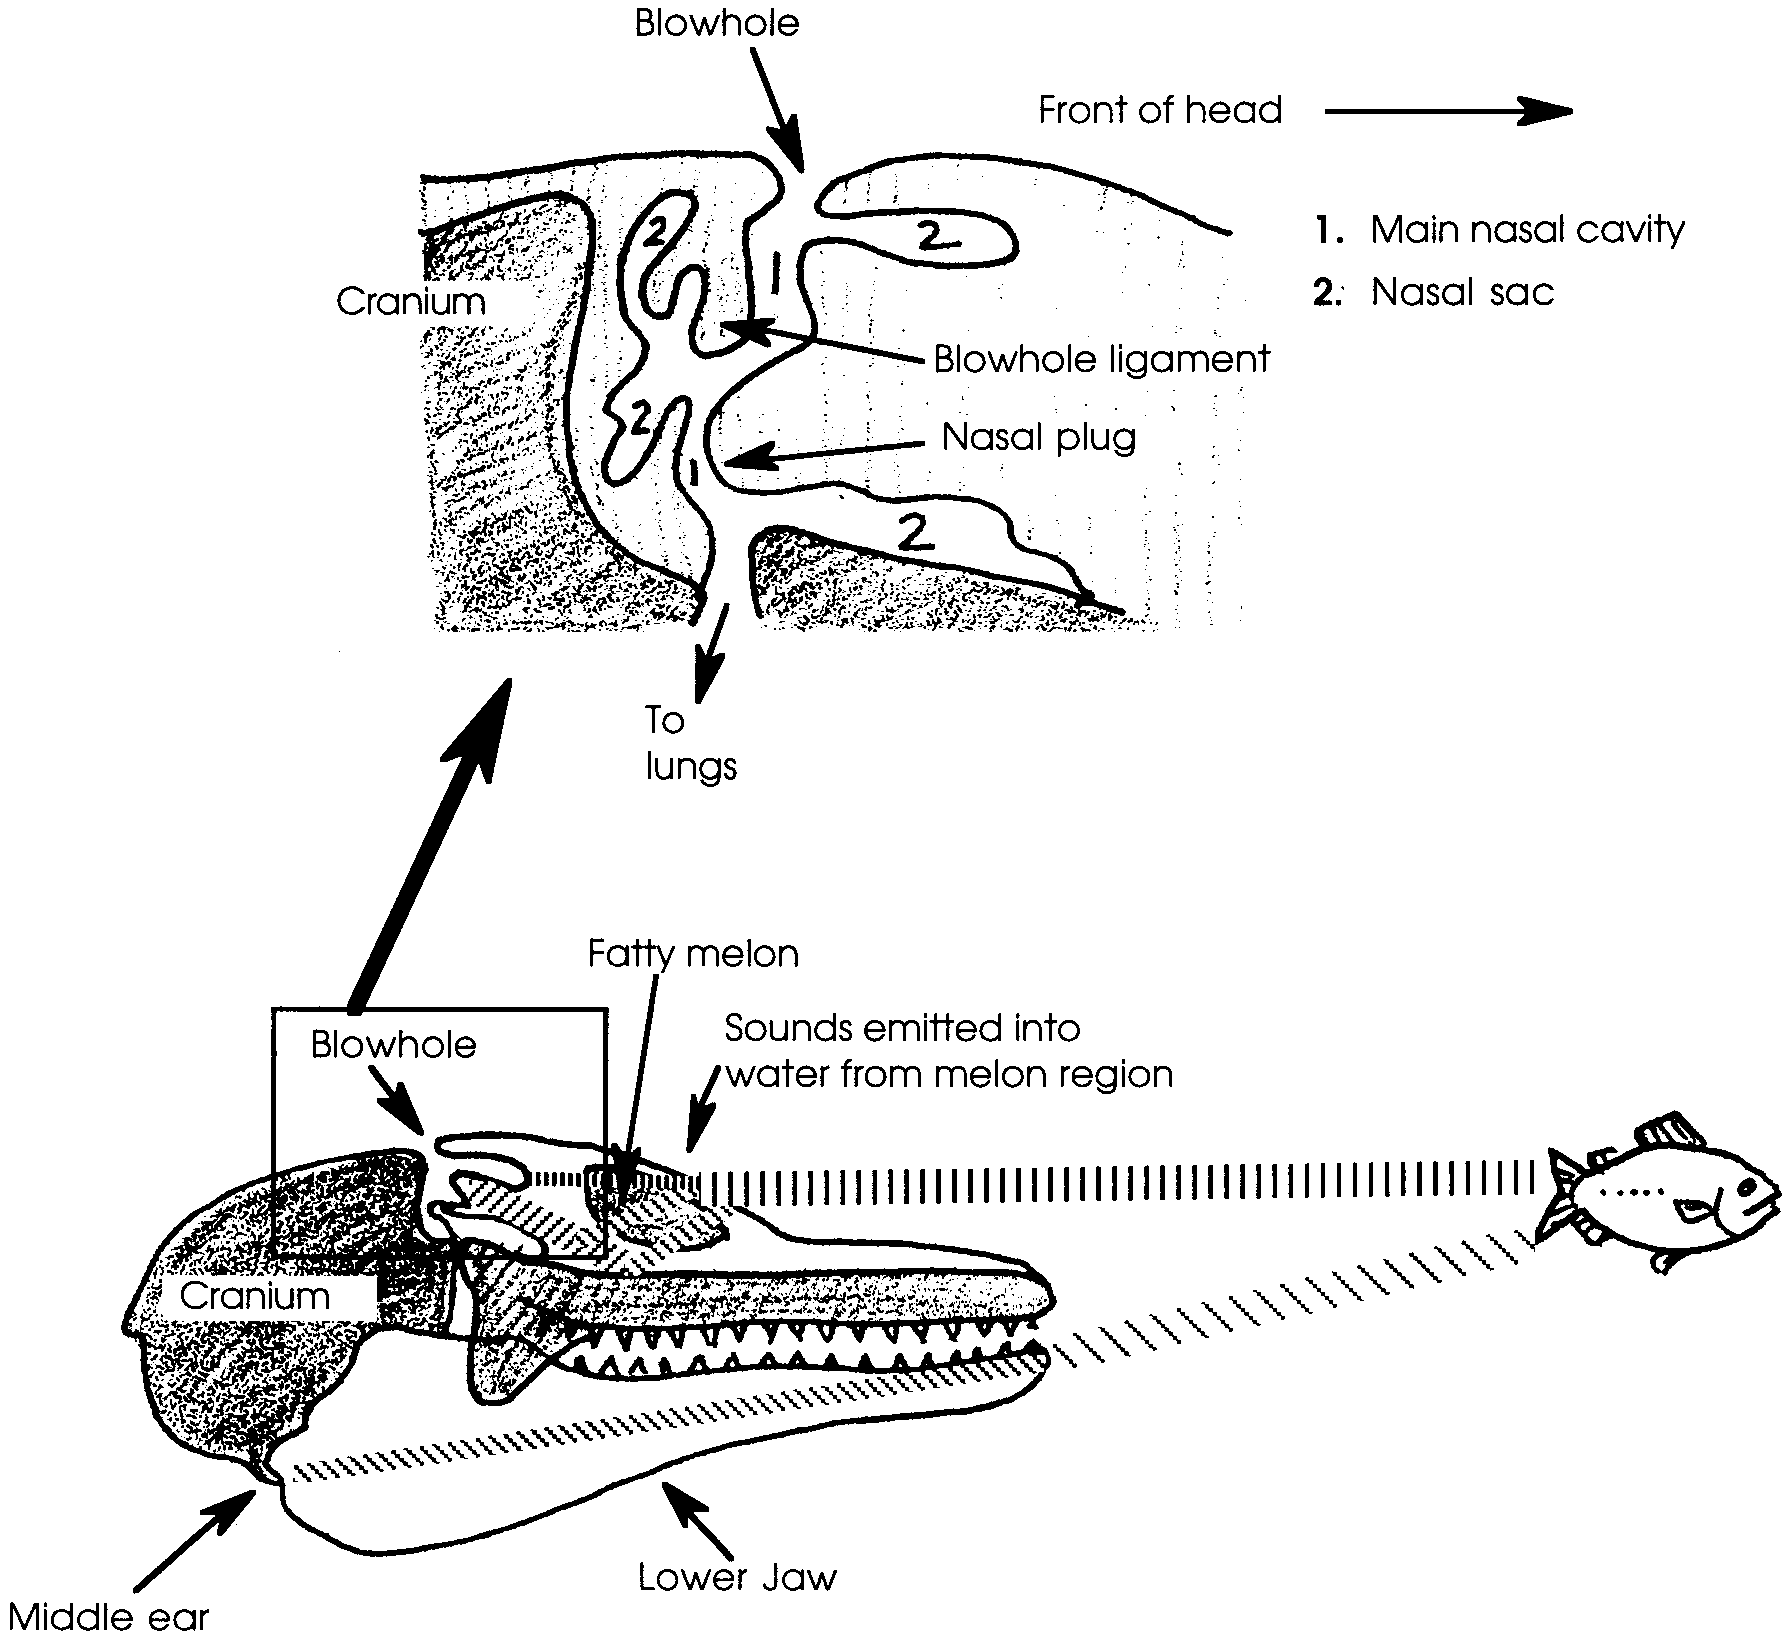 Blowhole
Front of head
1. Main nasal cavity
2. Nasal sac
2
2
1
Cranium
Blowhole ligament
2
Nasal plug
1
2
To
lungs
Fatty melon
Sounds emitted into
water from melon region
Blowhole
Cranium
Lower Jaw
Middle ear